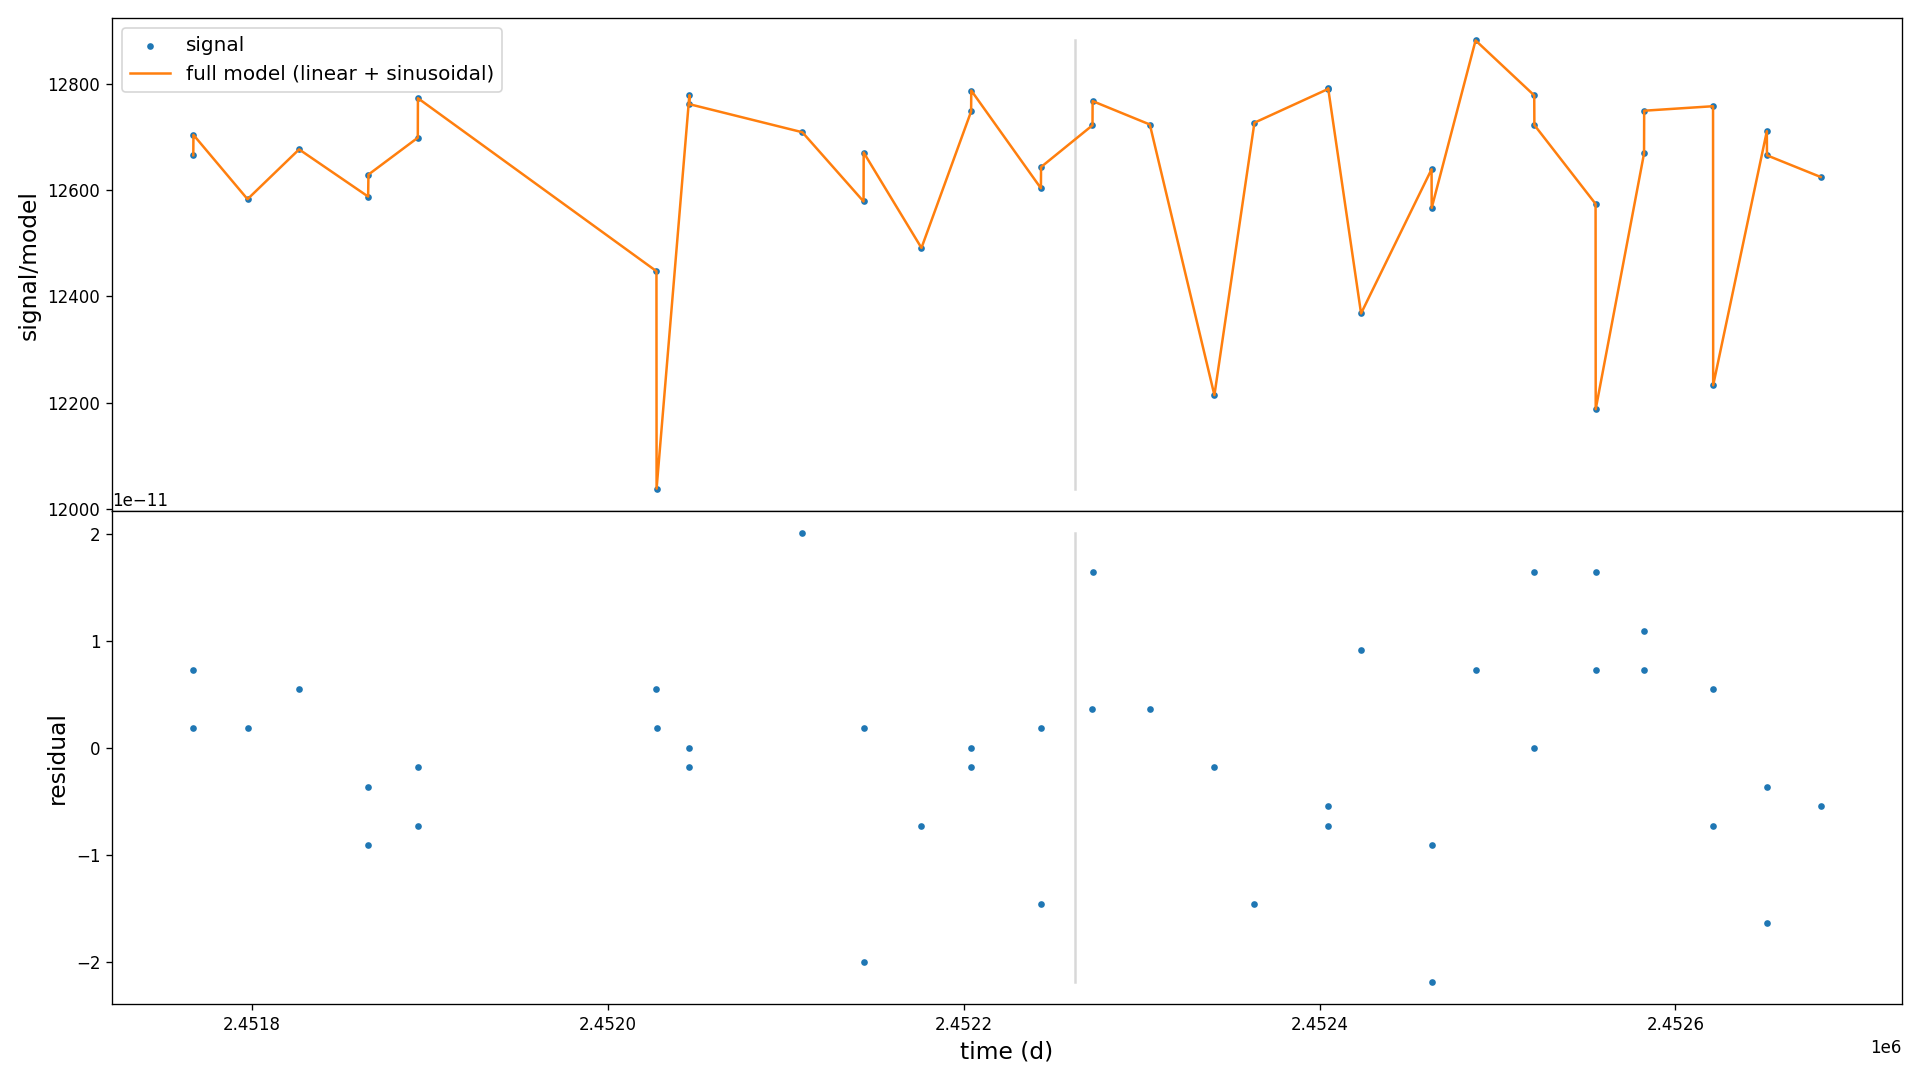 signal
full model (linear + sinusoidal)
12800
12600
12400
12200
12000
signal/model
1e−11
2
1
0
−1
−2
residual
2.4518
2.4520
2.4522
2.4524
2.4526
time (d)
1e6